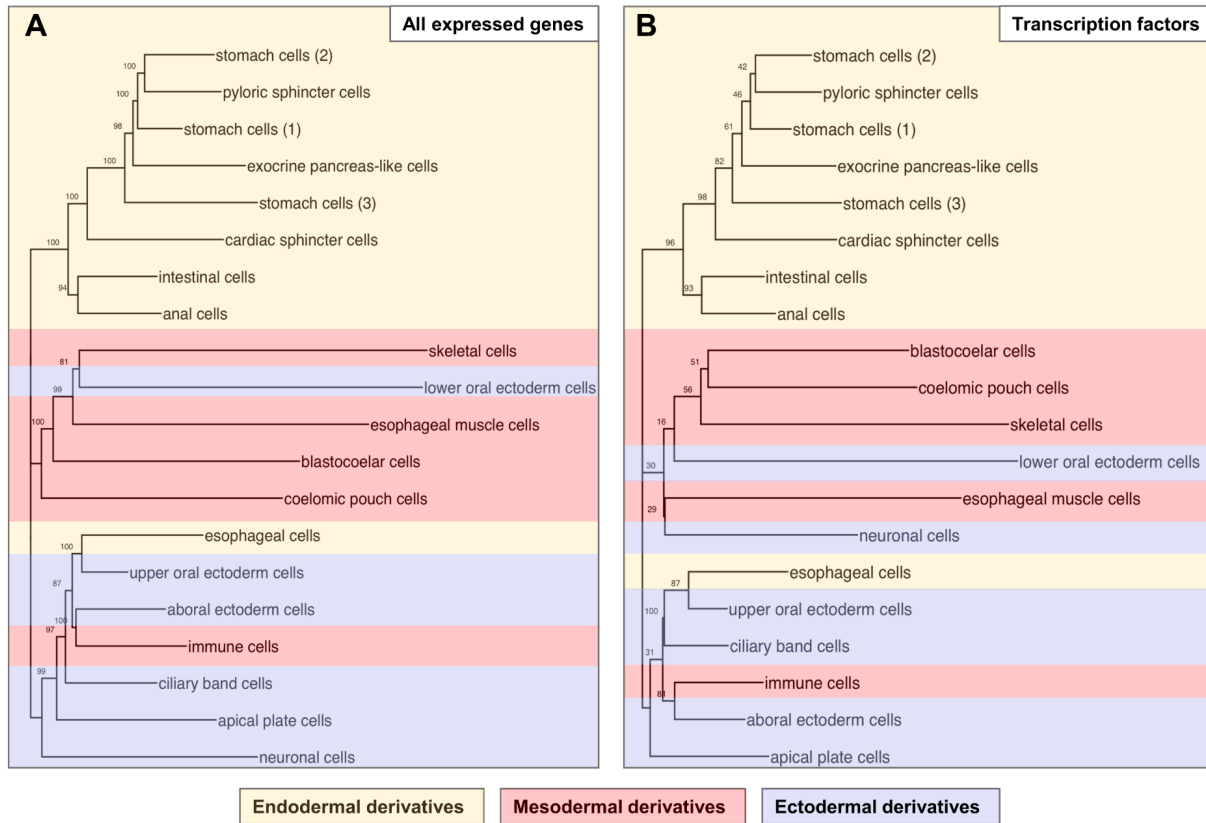 A
All expressed genes
100
stomach cells (2)
100
pyloric sphincter cells
98
stomach cells (1)
100
exocrine pancreas-like cells
100
stomach cells (3)
100
cardiac sphincter cells
94
intestinal cells
anal cells
81
skeletal cells
99
lower oral ectoderm cells
100
esophageal muscle cells
blastocoelar cells
coelomic pouch cells
100
esophageal cells
87
upper oral ectoderm cells
100
aboral ectoderm cells
97
immune cells
99
ciliary band cells
apical plate cells
neuronal cells
B
Transcription factors
42
stomach cells (2)
46
pyloric sphincter cells
61
stomach cells (1)
82
exocrine pancreas-like cells
98
stomach cells (3)
96
cardiac sphincter cells
93
intestinal cells
anal cells
51
blastocoelar cells
56
coelomic pouch cells
16
skeletal cells
30
lower oral ectoderm cells
29
esophageal muscle cells
neuronal cells
87
esophageal cells
100
upper oral ectoderm cells
31
ciliary band cells
81
immune cells
aboral ectoderm cells
apical plate cells
Endodermal derivatives
Mesodermal derivatives
Ectodermal derivatives